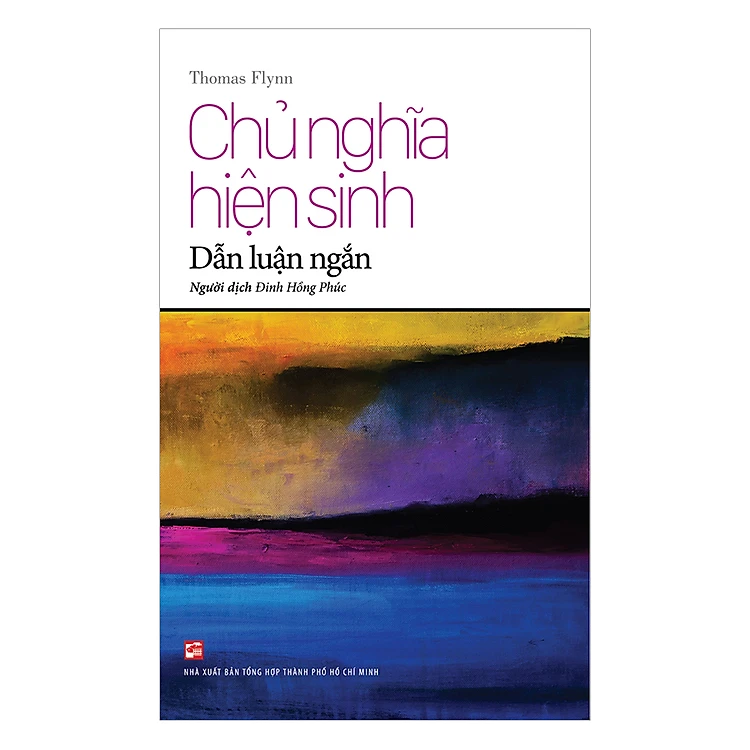 Thomas Flynn
Chủ nghĩa
hiện sinh
Dẫn luận ngắn
Người dịch Đinh Hồng Phúc
NHÀ XUẤT BẢN TỔNG HỢP THÀNH PHỐ HỒ CHÍ MINH